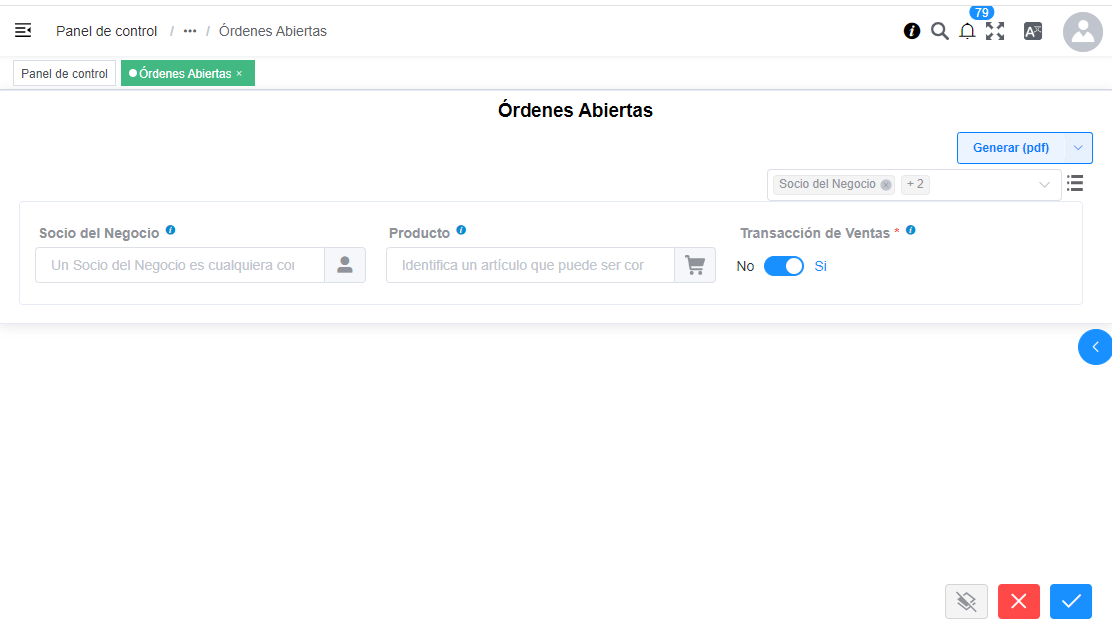 Panel de control / ••• / Órdenes Abiertas
79
Panel de control
Órdenes Abiertas ×
Órdenes Abiertas
Generar (pdf)
Socio del Negocio + 2
Socio del Negocio
Producto
Transacción de Ventas *
Un Socio del Negocio es cualquiera con
Identifica un artículo que puede ser cor
No
Si